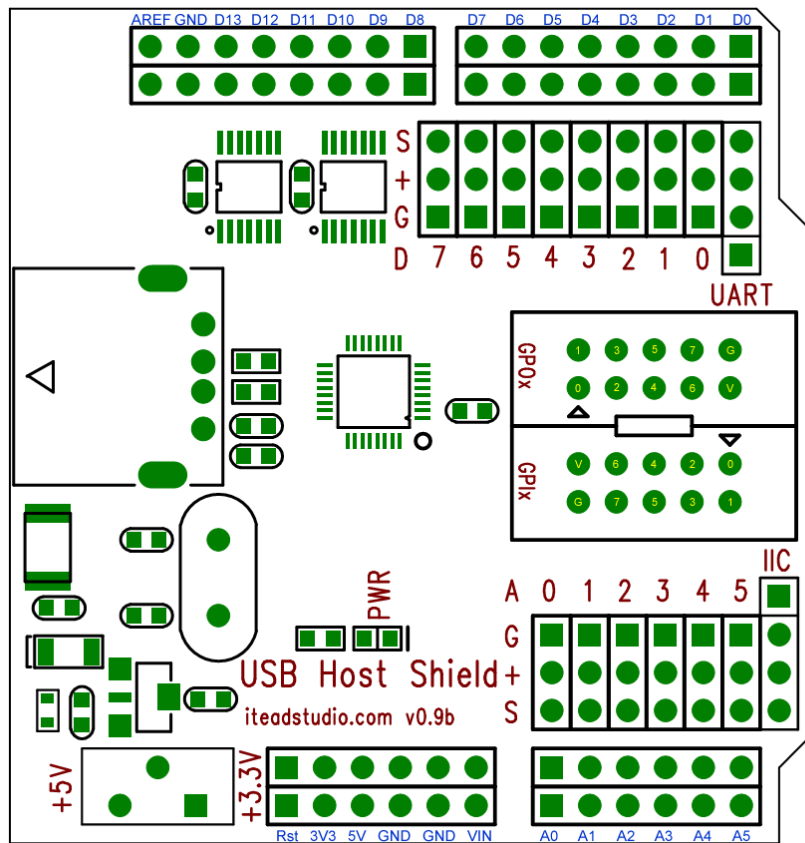 AREF GND D13 D12 D11 D10 D9 D8 D7 D6 D5 D4 D3 D2 D1 D0
S
+
G
D 7 6 5 4 3 2 1 0
UART
GPOx
1 3 5 7 G
0 2 4 6 V
GPIx
V 6 4 2 0
G 7 5 3 1
IIC
A 0 1 2 3 4 5
G
+
S
PWR
USB Host Shield
iteadstudio.com v0.9b
+5V
+3.3V
Rst 3V3 5V GND GND VIN A0 A1 A2 A3 A4 A5